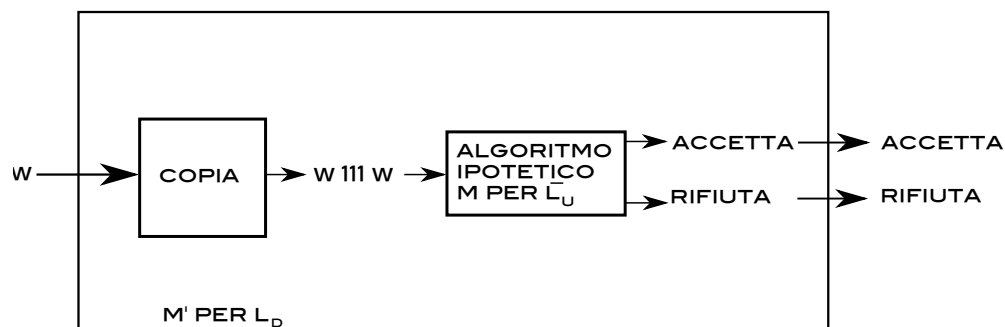 W
COPIA
W 111 W
ALGORITMO
IPOTETICO
M PER L̅U
ACCETTA
RIFIUTA
ACCETTA
RIFIUTA
M' PER LD